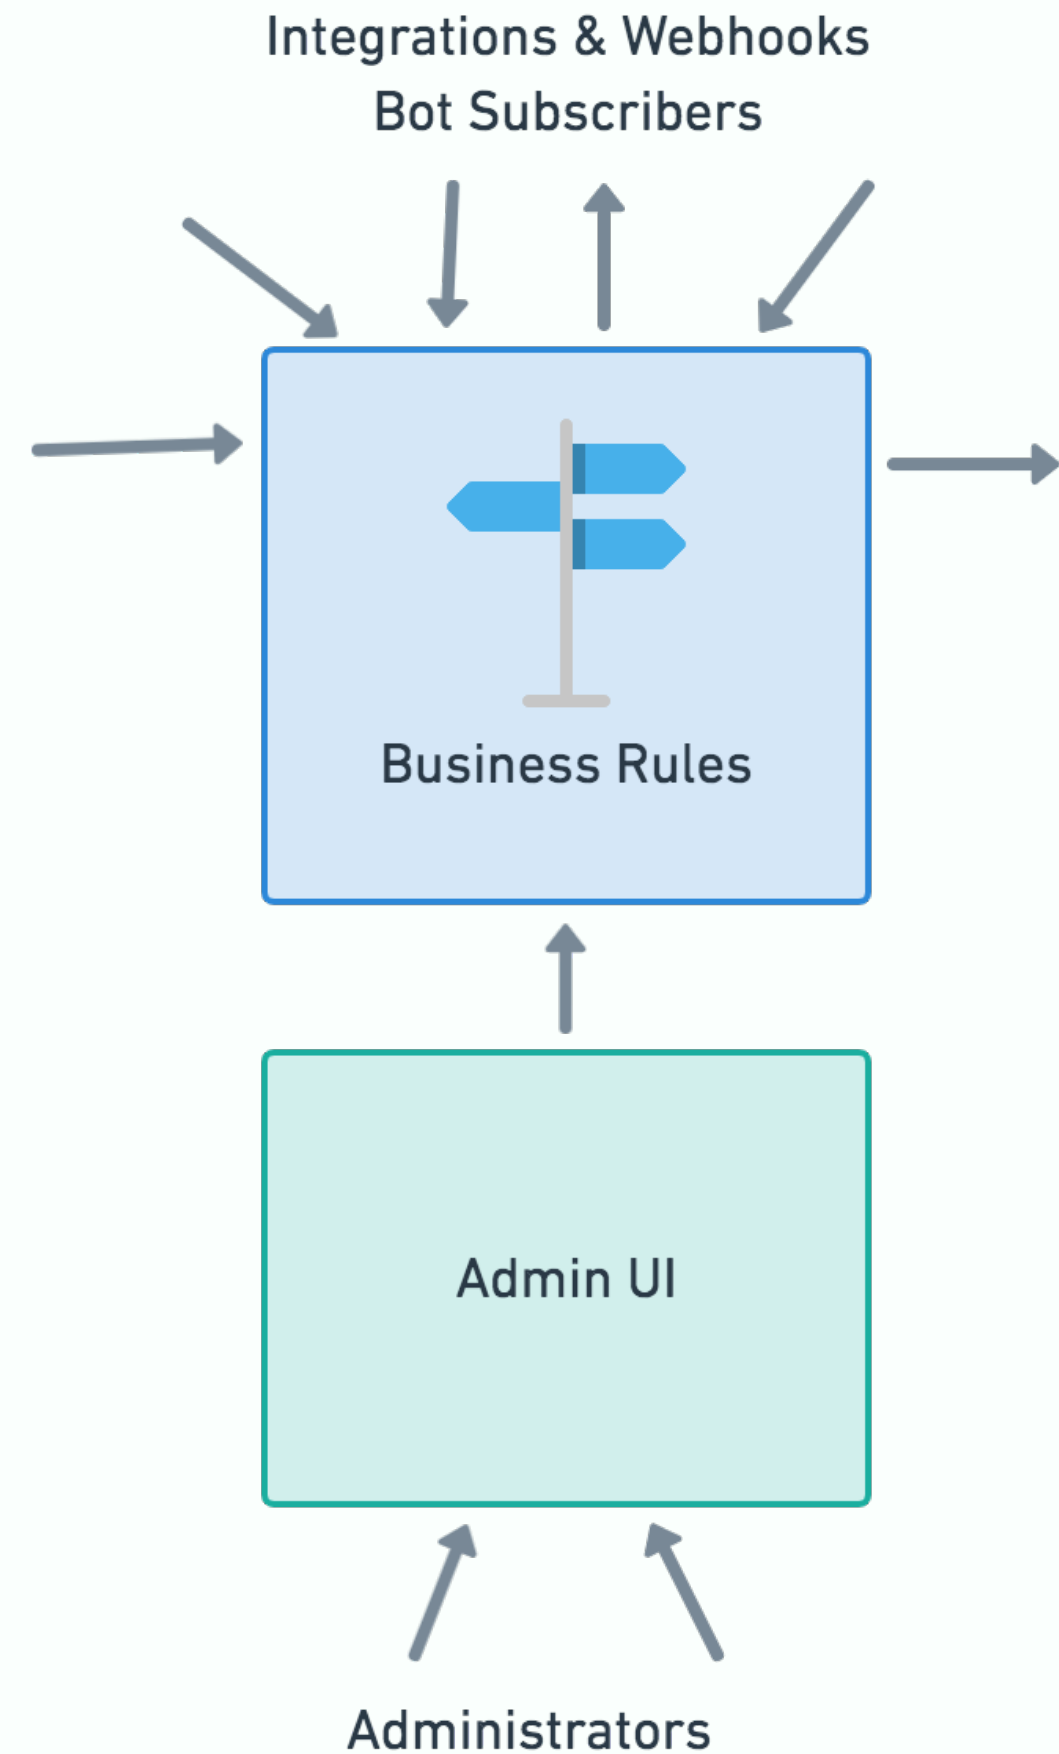 Integrations & Webhooks
Bot Subscribers
Business Rules
Admin UI
Administrators